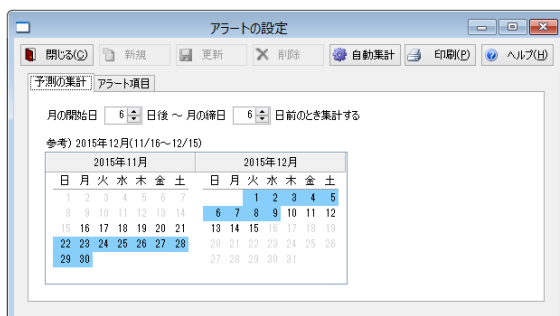 アラートの設定
閉じる(C) 新規 更新 削除 自動集計 印刷(P) ヘルプ(H)
予測の集計 アラート項目
月の開始日 6 日後 ～ 月の締日 6 日前のとき集計する
参考) 2015年12月(11/16～12/15)
2015年11月 2015年12月
日 月 火 水 木 金 土 日 月 火 水 木 金 土
1 2 3 4 5 6 7 1 2 3 4 5
8 9 10 11 12 13 14 6 7 8 9 10 11 12
15 16 17 18 19 20 21 13 14 15 16 17 18 19
22 23 24 25 26 27 28 20 21 22 23 24 25 26
29 30 27 28 29 30 31